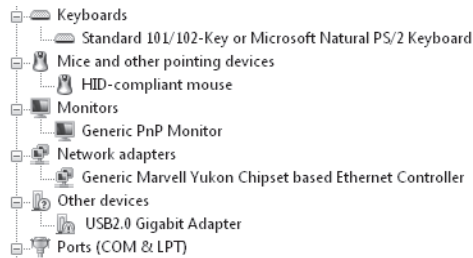 Keyboards
Standard 101/102-Key or Microsoft Natural PS/2 Keyboard
Mice and other pointing devices
HID-compliant mouse
Monitors
Generic PnP Monitor
Network adapters
Generic Marvell Yukon Chipset based Ethernet Controller
Other devices
USB2.0 Gigabit Adapter
Ports (COM & LPT)